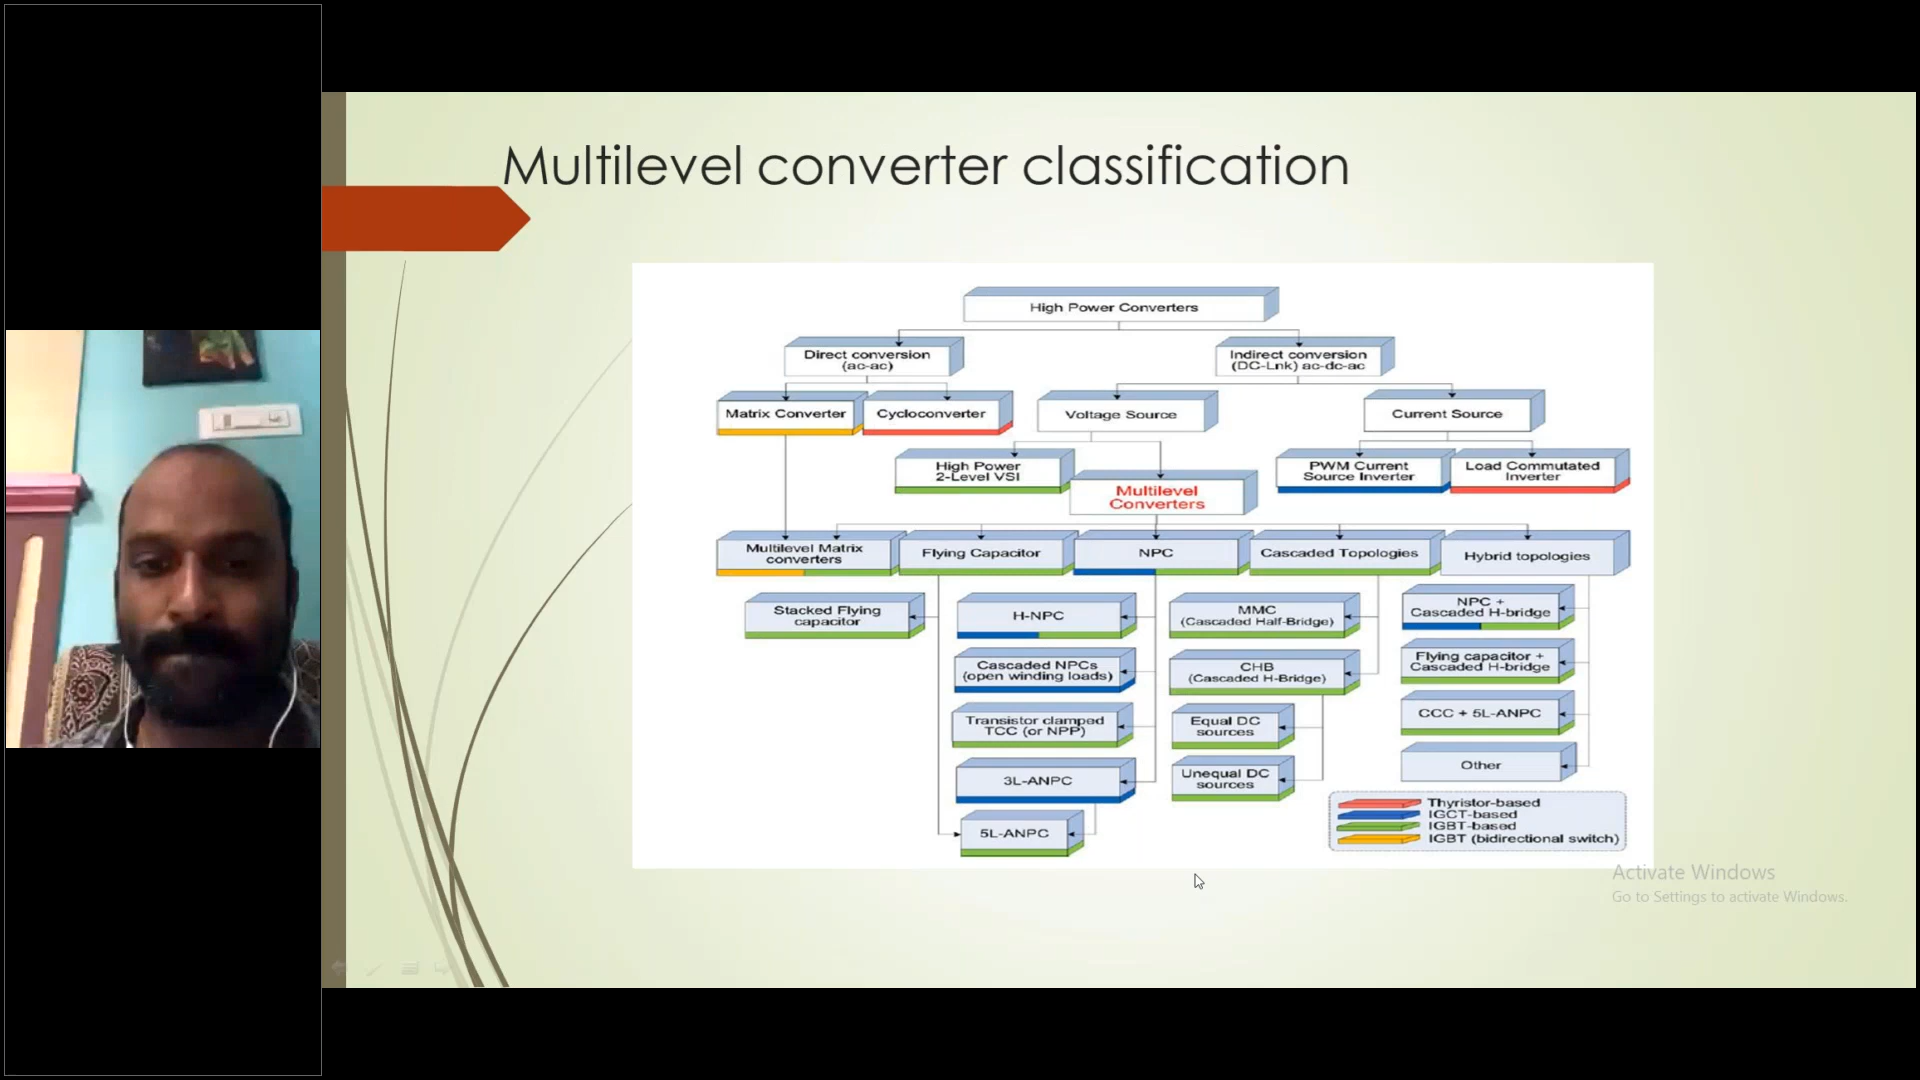 Multilevel converter classification
High Power Converters
Direct conversion
(ac-ac)
Indirect conversion
(DC-Lnk) ac-dc-ac
Matrix Converter
Cycloconverter
Voltage Source
Current Source
High Power
2-Level VSI
Multilevel
Converters
PWM Current
Source Inverter
Load Commutated
Inverter
Multilevel Matrix
converters
Flying Capacitor
NPC
Cascaded Topologies
Hybrid topologies
Stacked Flying
capacitor
H-NPC
Cascaded NPCs
(open winding loads)
Transistor clamped
TCC (or NPP)
3L-ANPC
5L-ANPC
MMC
(Cascaded Half-Bridge)
CHB
(Cascaded H-Bridge)
Equal DC
sources
Unequal DC
sources
NPC +
Cascaded H-bridge
Flying capacitor +
Cascaded H-bridge
CCC + 5L-ANPC
Other
Thyristor-based
IGCT-based
IGBT-based
IGBT (bidirectional switch)
Activate Windows
Go to Settings to activate Windows.